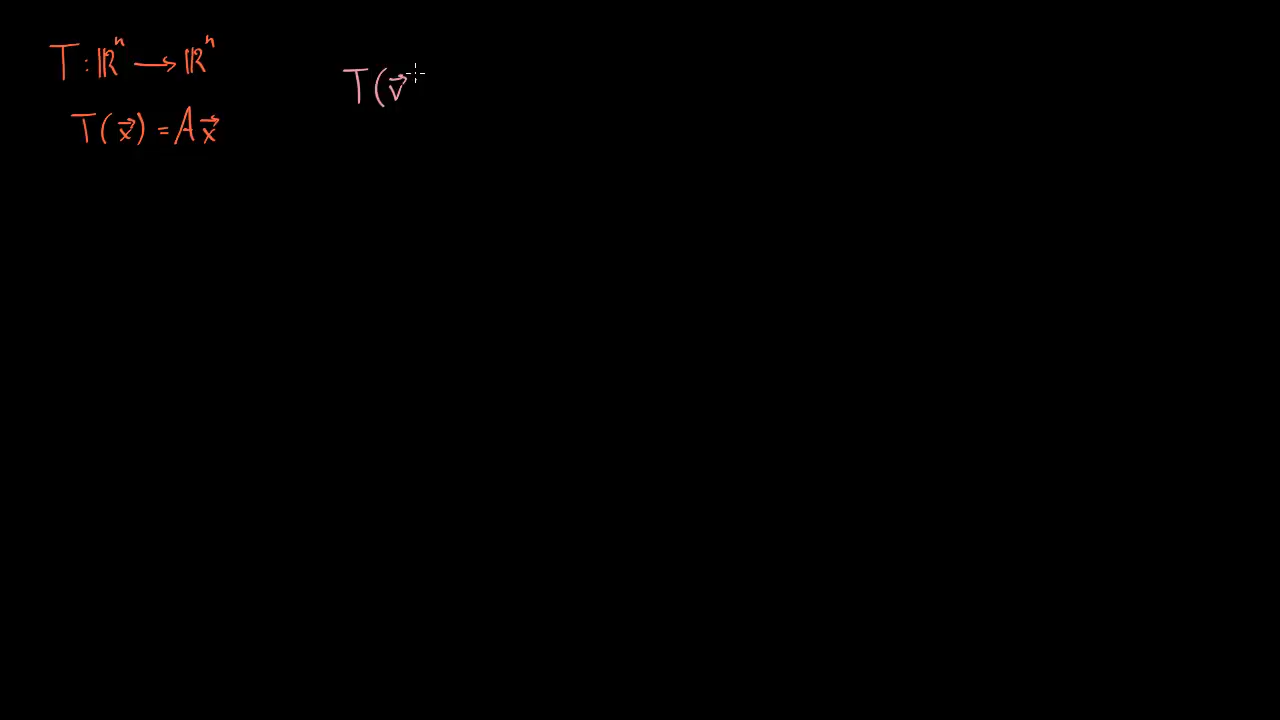 T : ℝⁿ → ℝⁿ
T(x⃗) = Ax⃗
T(v⃗